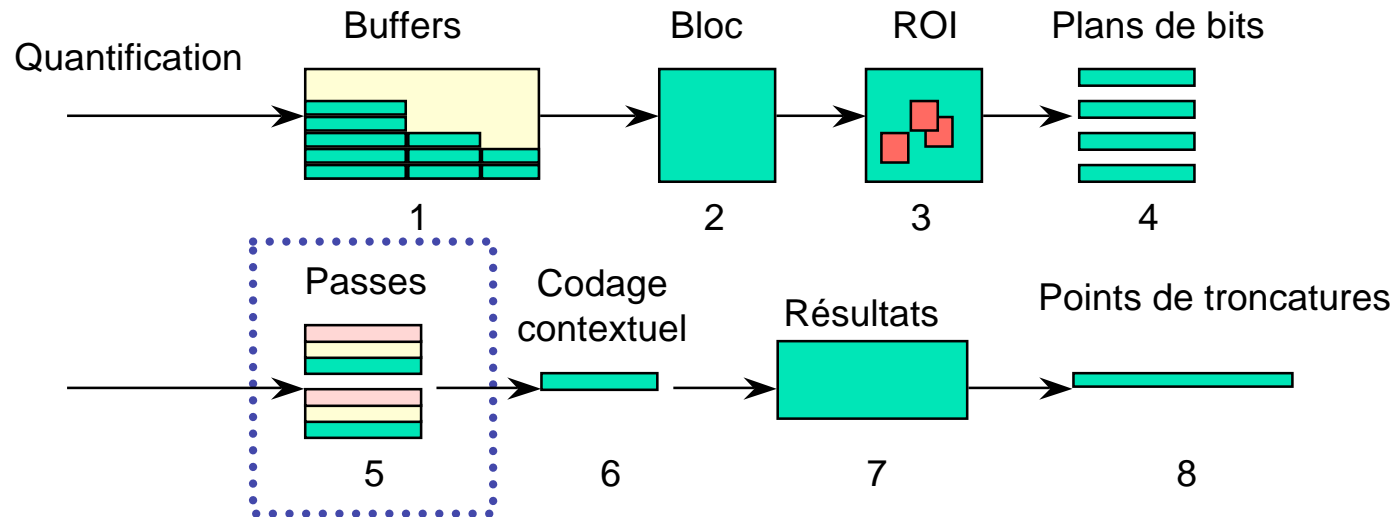 Quantification
Buffers
Bloc
ROI
Plans de bits
1
2
3
4
Passes
Codage
contextuel
Résultats
Points de troncatures
5
6
7
8